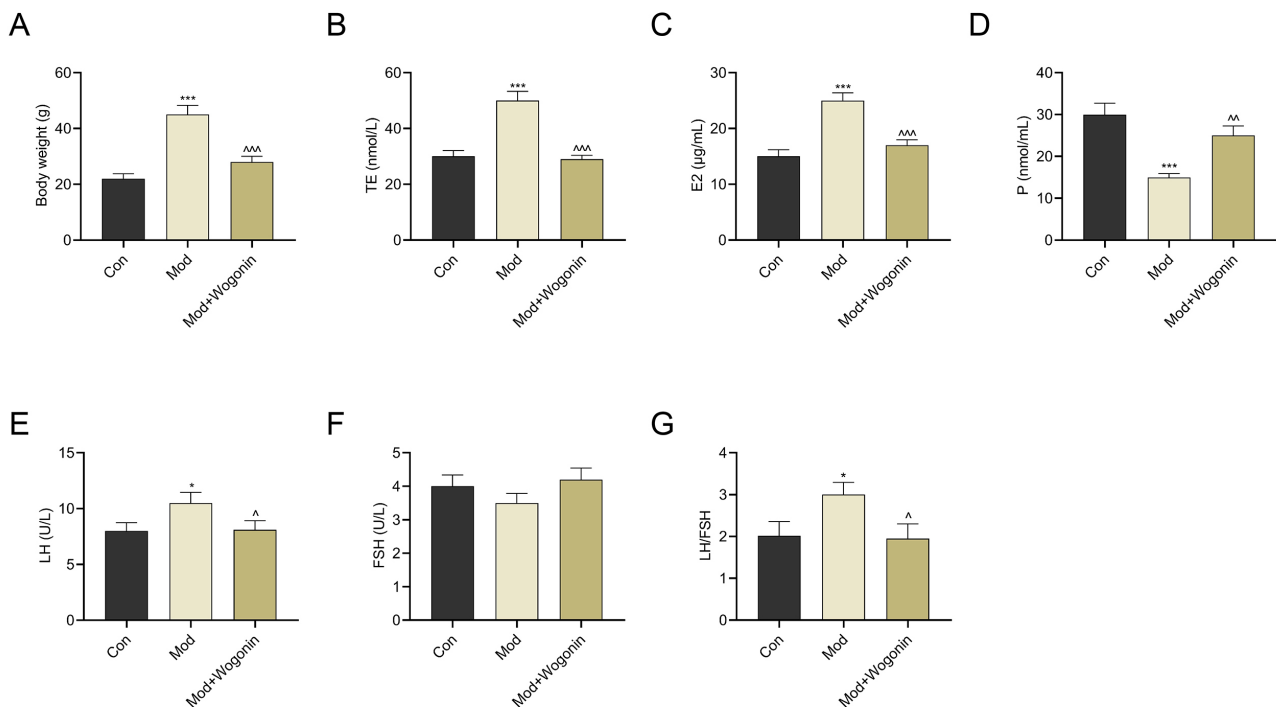 A
Body weight (g)
60
40
20
0
***
^^^
Con
Mod
Mod+Wogonin
B
TE (nmol/L)
60
40
20
0
***
^^^
Con
Mod
Mod+Wogonin
C
E2 (μg/mL)
30
20
10
0
***
^^^
Con
Mod
Mod+Wogonin
D
P (nmol/mL)
40
30
20
10
0
***
^^
Con
Mod
Mod+Wogonin
E
LH (U/L)
15
10
5
0
*
^
Con
Mod
Mod+Wogonin
F
FSH (U/L)
5
4
3
2
1
0
Con
Mod
Mod+Wogonin
G
LH/FSH
4
3
2
1
0
*
^
Con
Mod
Mod+Wogonin